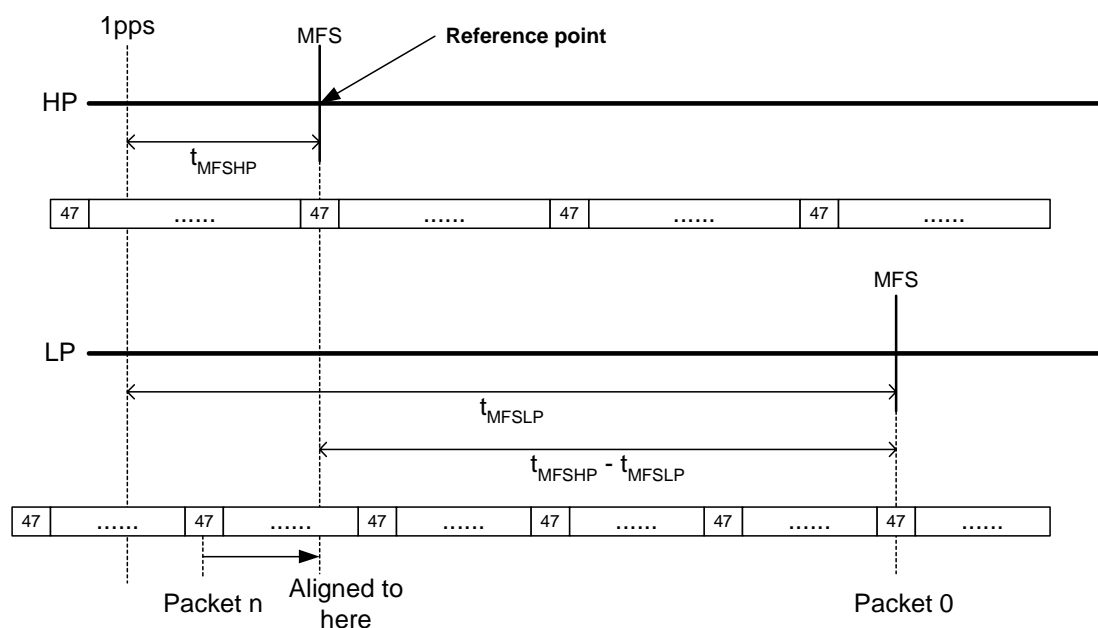 1pps
MFS
Reference point
HP
tMFSHP
47 ...... 47 ...... 47 ...... 47 ......
MFS
LP
tMFSLP
tMFSHP - tMFSLP
47 ...... 47 ...... 47 ...... 47 ...... 47 ...... 47 ......
Packet n
Aligned to
here
Packet 0